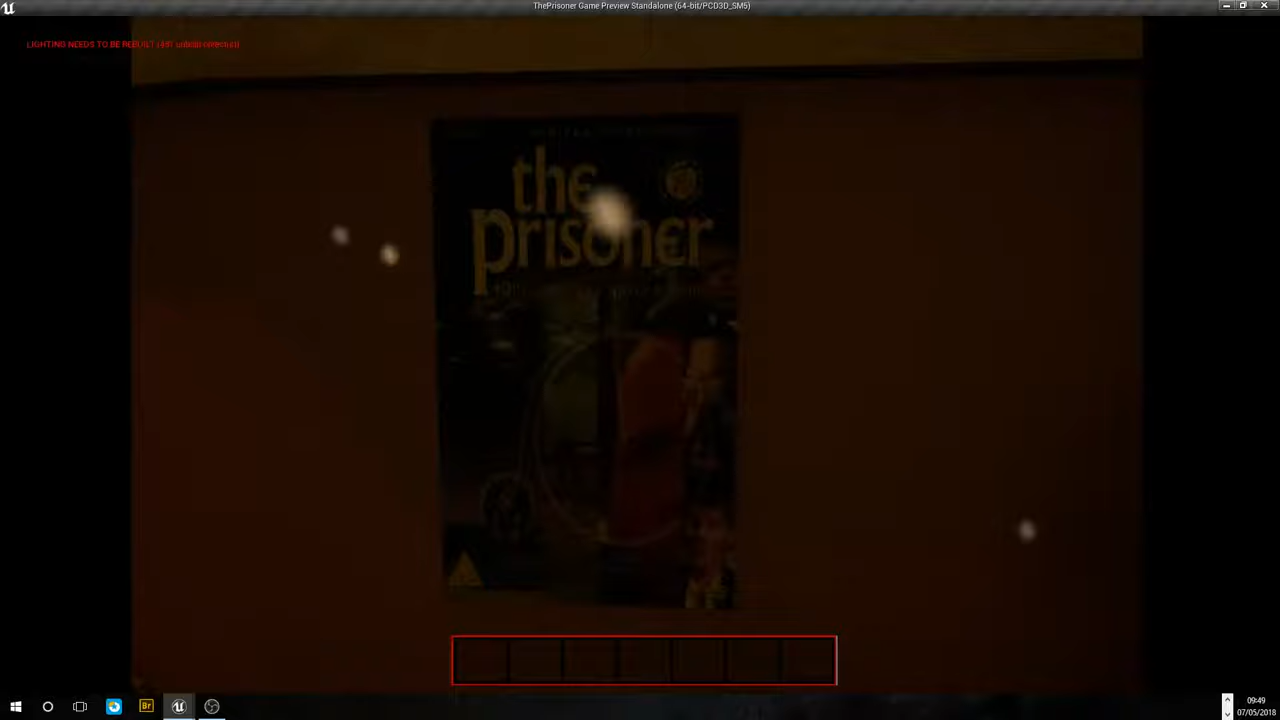 ThePrisoner Game Preview Standalone (64-bit/PCD3D_SM5)
LIGHTING NEEDS TO BE REBUILT
the
prisoner
Br
09:49
07/05/2018